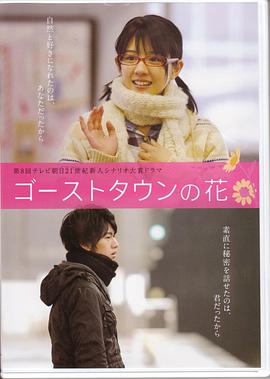 自然と好きになれたのは、
あなただったから
第8回テレビ朝日21世紀新人シナリオ大賞ドラマ
ゴーストタウンの花
素直に秘密を話せたのは、
君だったから